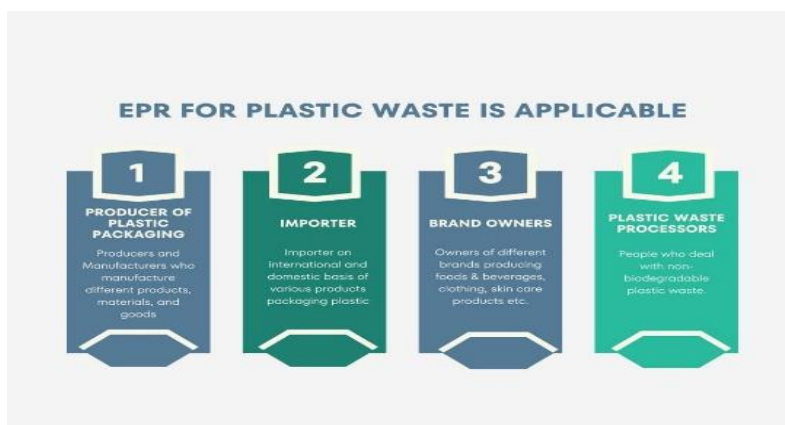 EPR FOR PLASTIC WASTE IS APPLICABLE
1
PRODUCER OF
PLASTIC
PACKAGING
Producers and
Manufacturers who
manufacture
different products,
materials, and
goods
2
IMPORTER
Importer on
International and
domestic basis of
various products
packaging plastic
3
BRAND OWNERS
Owners of different
brands producing
foods & beverages,
clothing, skin care
products etc.
4
PLASTIC WASTE
PROCESSORS
People who deal
with non-
biodegradable
plastic waste.